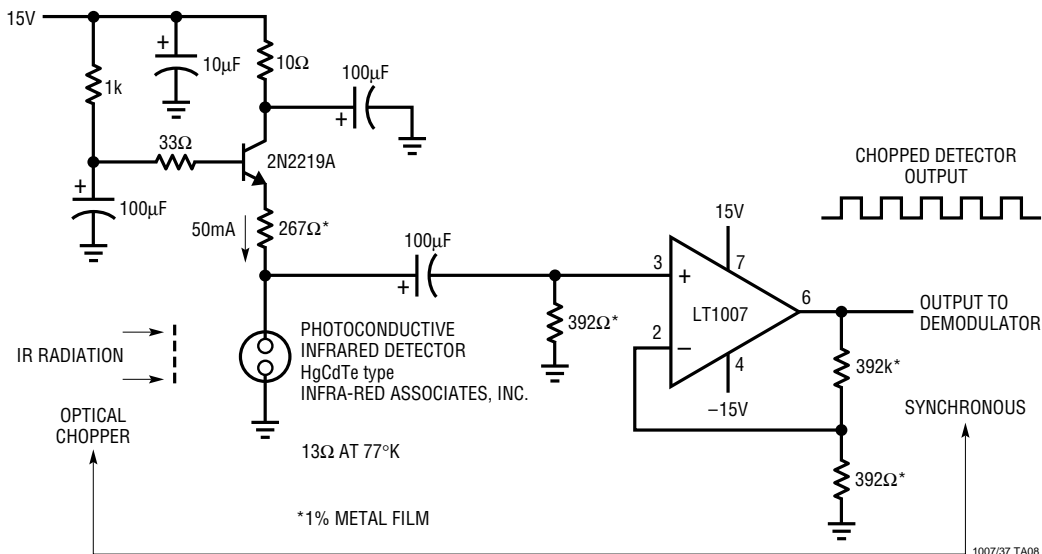 15V
1k
+
10µF
10Ω
100µF
+
33Ω
2N2219A
+
100µF
50mA
267Ω*
100µF
+
CHOPPED DETECTOR
OUTPUT
15V
3
+
7
LT1007
6
2
−
4
−15V
392Ω*
OUTPUT TO
DEMODULATOR
392k*
SYNCHRONOUS
392Ω*
IR RADIATION
OPTICAL
CHOPPER
PHOTOCONDUCTIVE
INFRARED DETECTOR
HgCdTe type
INFRA-RED ASSOCIATES, INC.
13Ω AT 77°K
*1% METAL FILM
1007/37 TA08